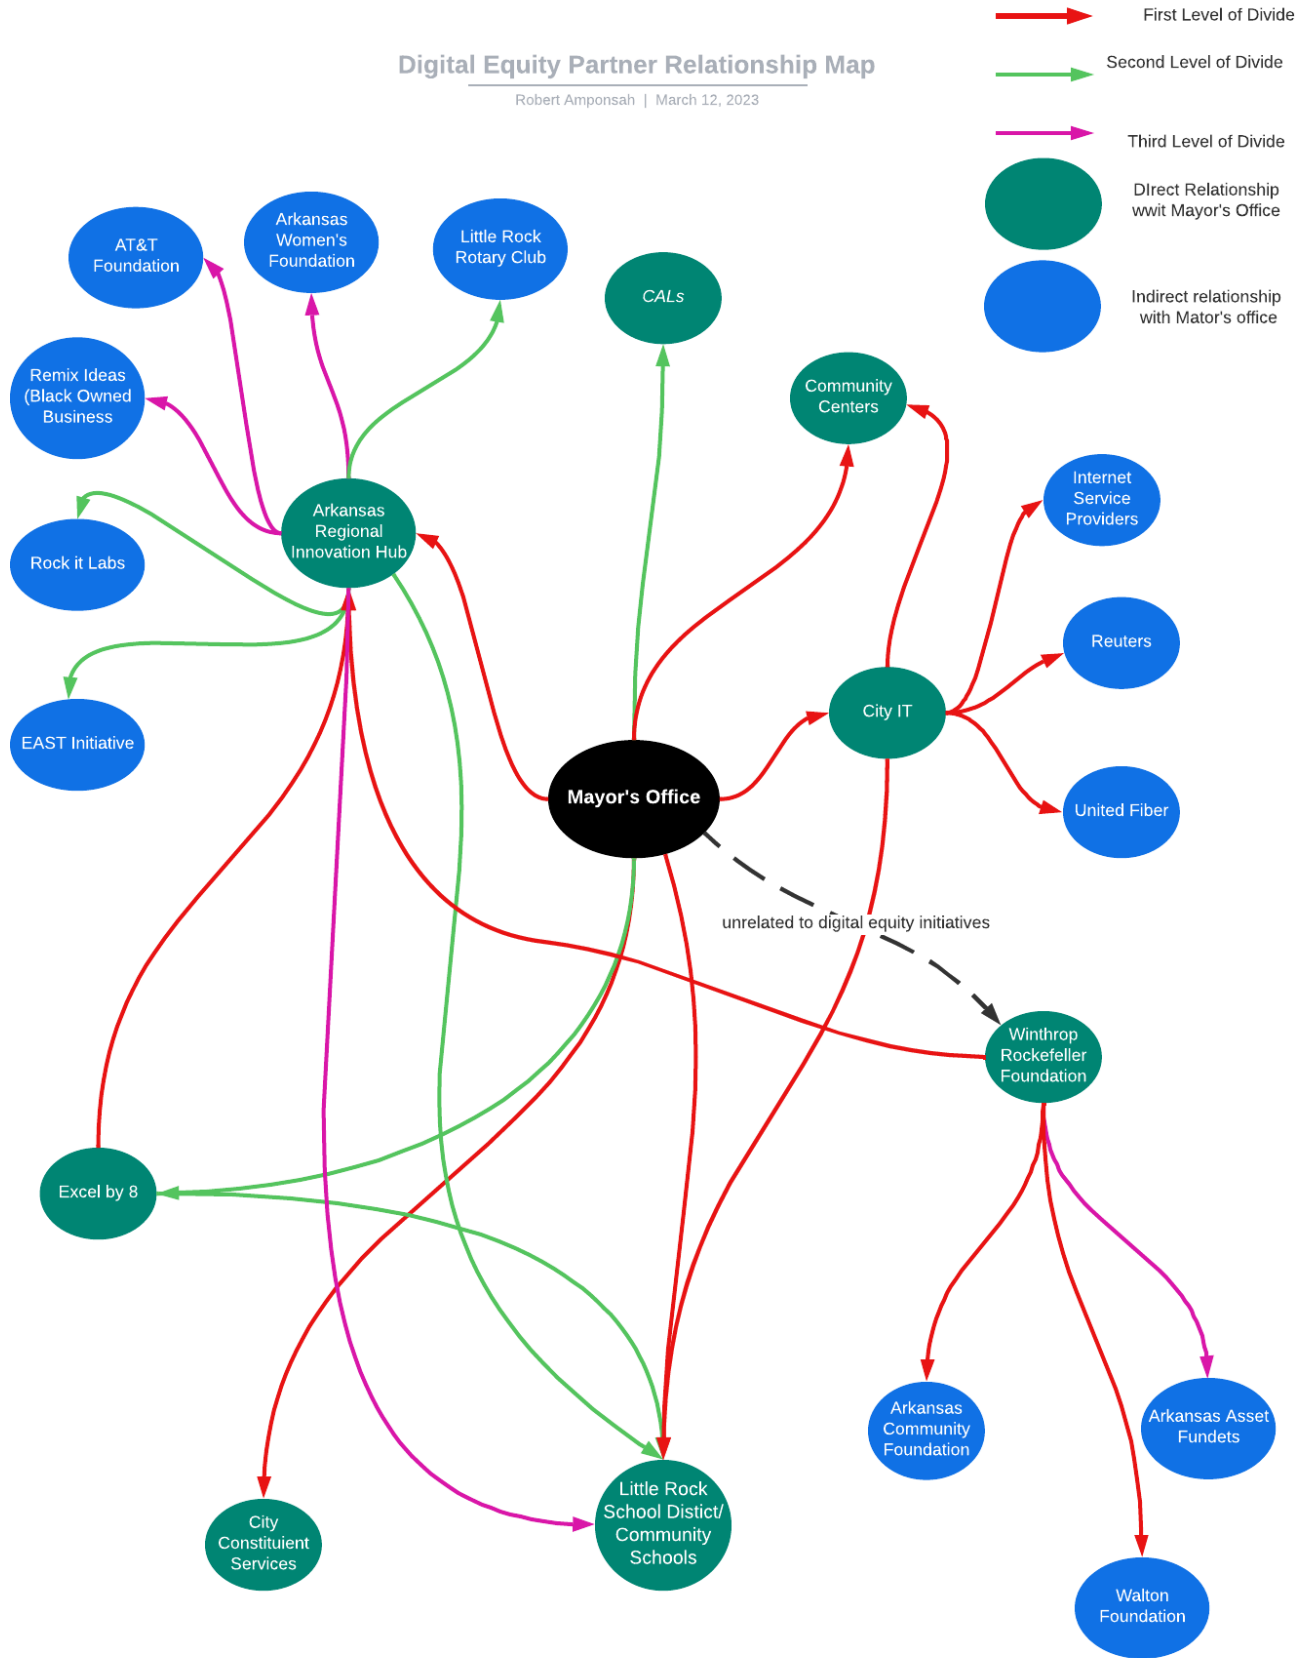 First Level of Divide
Digital Equity Partner Relationship Map
Second Level of Divide
Robert Amponsah | March 12, 2023
Third Level of Divide
DIrect Relationship
wwit Mayor's Office
Indirect relationship
with Mator's office
AT&T
Foundation
Arkansas
Women's
Foundation
Little Rock
Rotary Club
CALs
Remix Ideas
(Black Owned
Business
Community
Centers
Internet
Service
Providers
Arkansas
Regional
Innovation Hub
Rock it Labs
Reuters
EAST Initiative
City IT
Mayor's Office
United Fiber
unrelated to digital equity initiatives
Winthrop
Rockefeller
Foundation
Excel by 8
Arkansas
Community
Foundation
Arkansas Asset
Fundets
City
Constituient
Services
Little Rock
School Distict/
Community
Schools
Walton
Foundation